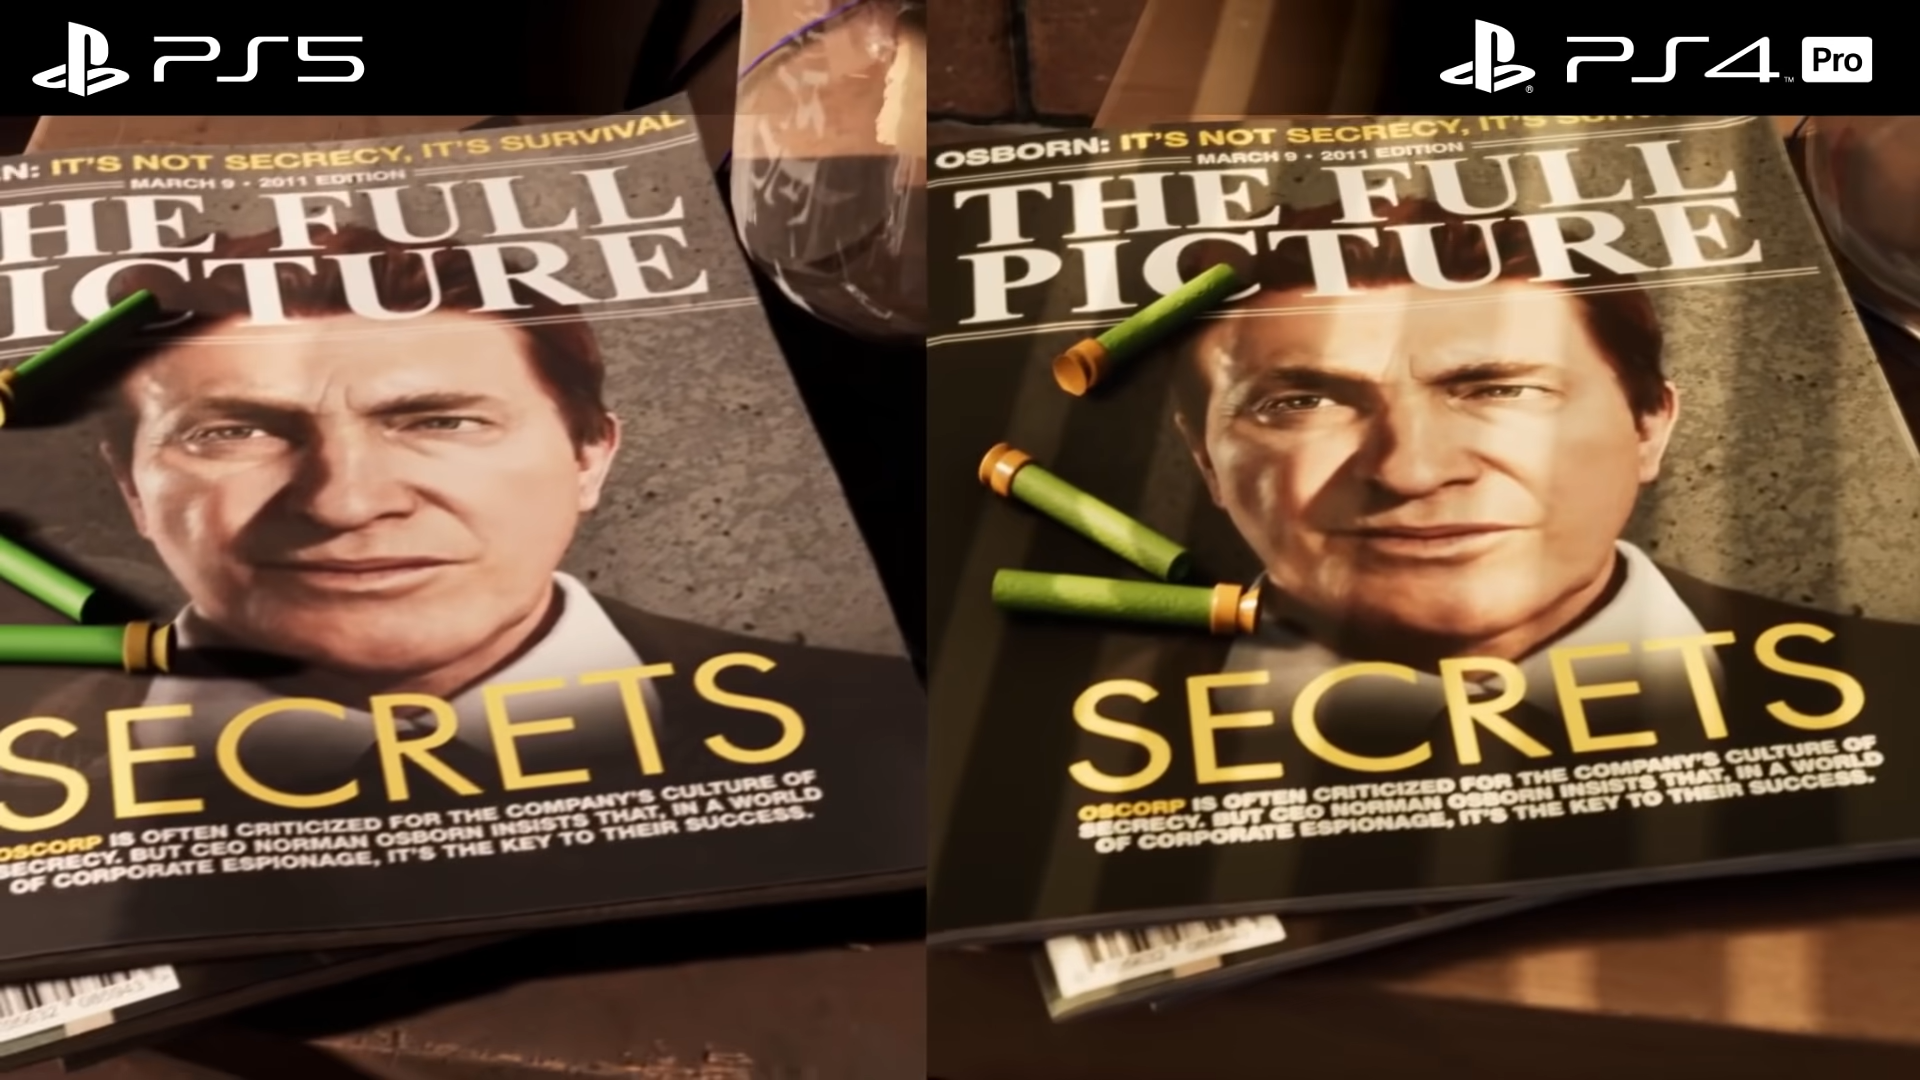 PS5
N: IT'S NOT SECRECY, IT'S SURVIVAL
MARCH 9 • 2011 EDITION
HE FULL
ICTURE
SECRETS
OSCORP IS OFTEN CRITICIZED FOR THE COMPANY'S CULTURE OF
SECRECY. BUT CEO NORMAN OSBORN INSISTS THAT, IN A WORLD
OF CORPORATE ESPIONAGE, IT'S THE KEY TO THEIR SUCCESS.
PS4™ Pro
OSBORN: IT'S NOT SECRECY, IT'S
MARCH 9 • 2011 EDITION
THE FULL
PICTURE
SECRETS
OSCORP IS OFTEN CRITICIZED FOR THE COMPANY'S CULTURE OF
SECRECY. BUT CEO NORMAN OSBORN INSISTS THAT, IN A WORLD
OF CORPORATE ESPIONAGE, IT'S THE KEY TO THEIR SUCCESS.